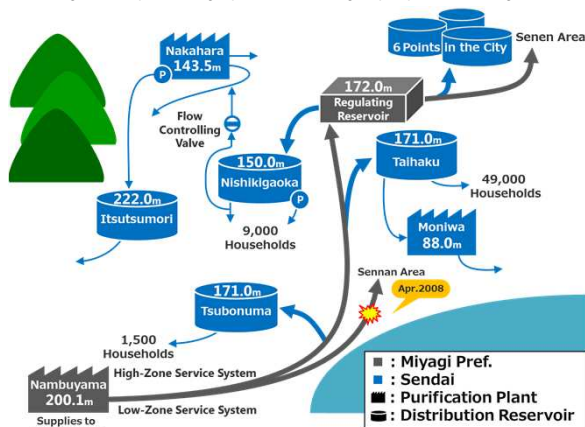 Nakahara
143.5m
P
Flow
Controlling
Valve
6 Points in the City
Senen Area
172.0m
Regulating
Reservoir
150.0m
Nishikigaoka
P
9,000
Households
171.0m
Taihaku
49,000
Households
Moniwa
88.0m
222.0m
Itsutsumori
Sennan Area
Apr.2008
171.0m
Tsubonuma
1,500
Households
High-Zone Service System
Nambuyama
200.1m
Low-Zone Service System
Supplies to
: Miyagi Pref.
: Sendai
: Purification Plant
: Distribution Reservoir